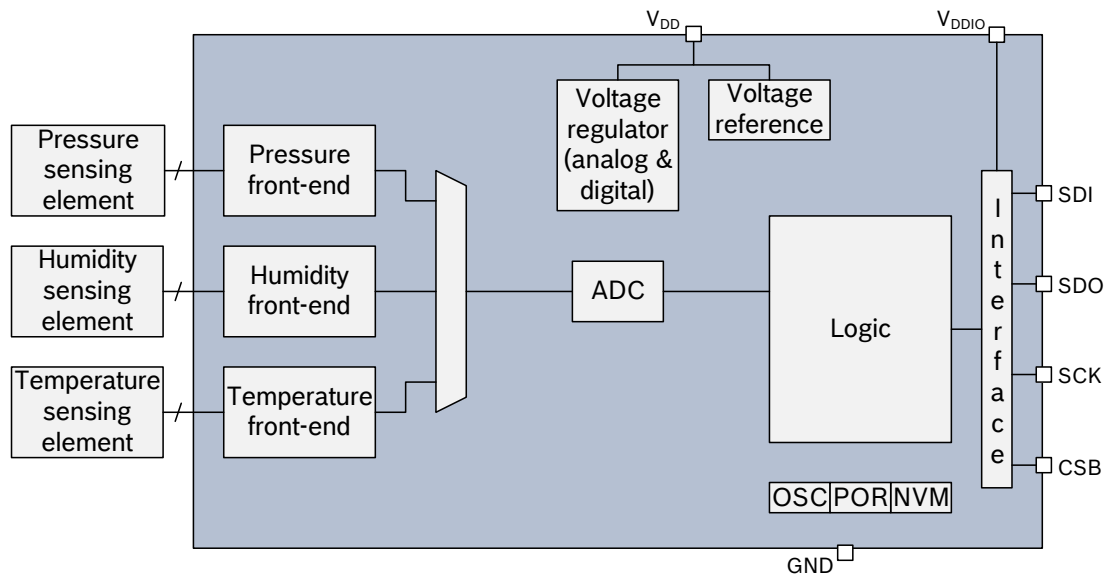 VDD
VDDIO
Voltage
regulator
(analog &
digital)
Voltage
reference
Pressure
sensing
element
Pressure
front-end
Humidity
sensing
element
Humidity
front-end
Temperature
sensing
element
Temperature
front-end
ADC
Logic
Interface
SDI
SDO
SCK
CSB
OSC POR NVM
GND